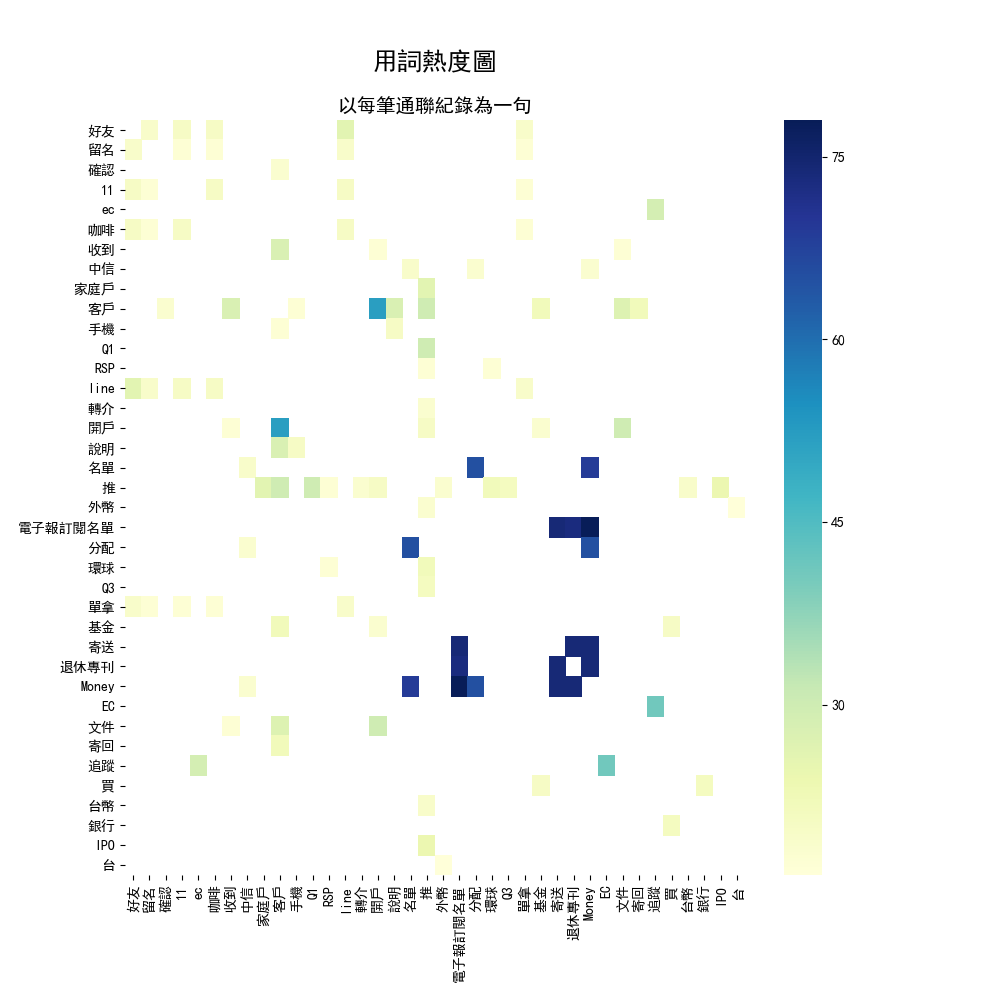 用詞熱度圖
以每筆通聯紀錄為一句
好友
留名
確認
11
ec
咖啡
收到
中信
家庭戶
客戶
手機
Q1
RSP
line
轉介
開戶
說明
名單
推
外幣
電子報訂閱名單
分配
環球
Q3
單拿
基金
寄送
退休專刊
Money
EC
文件
寄回
追蹤
買
台幣
銀行
IPO
台
好友
留名
確認
11
ec
咖啡
收到
中信
家庭戶
客戶
手機
Q1
RSP
line
轉介
開戶
說明
名單
推
外幣
電子報訂閱名單
分配
環球
Q3
單拿
基金
寄送
退休專刊
Money
EC
文件
寄回
追蹤
買
台幣
銀行
IPO
台
75
60
45
30